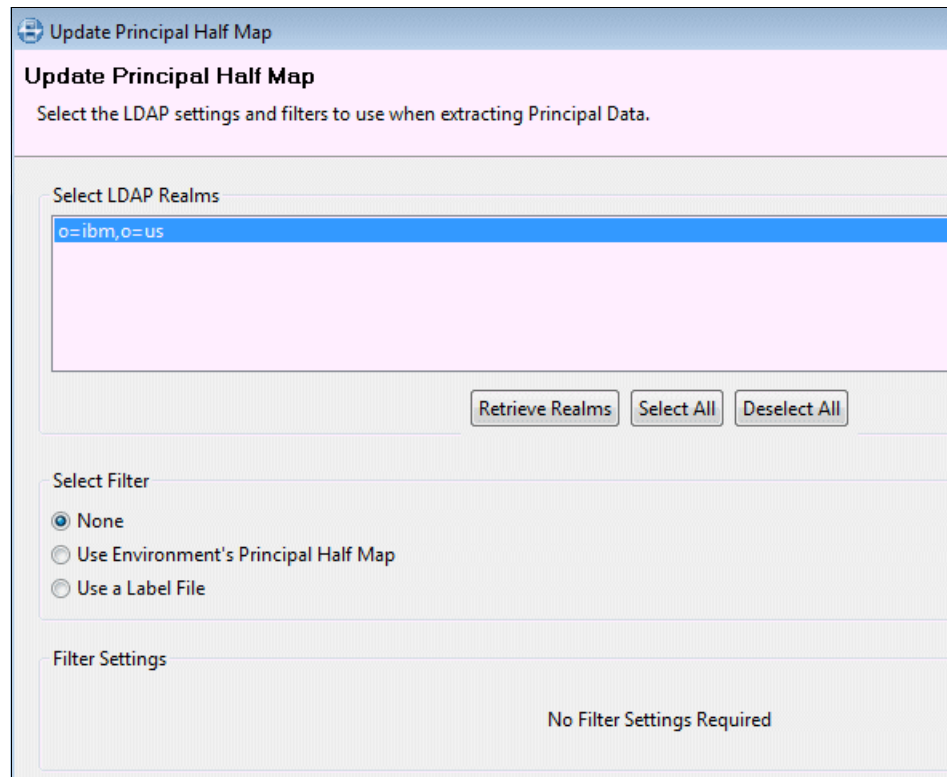 Update Principal Half Map
Update Principal Half Map
Select the LDAP settings and filters to use when extracting Principal Data.
Select LDAP Realms
o=ibm,o=us
Retrieve Realms Select All Deselect All
Select Filter
None
Use Environment's Principal Half Map
Use a Label File
Filter Settings
No Filter Settings Required